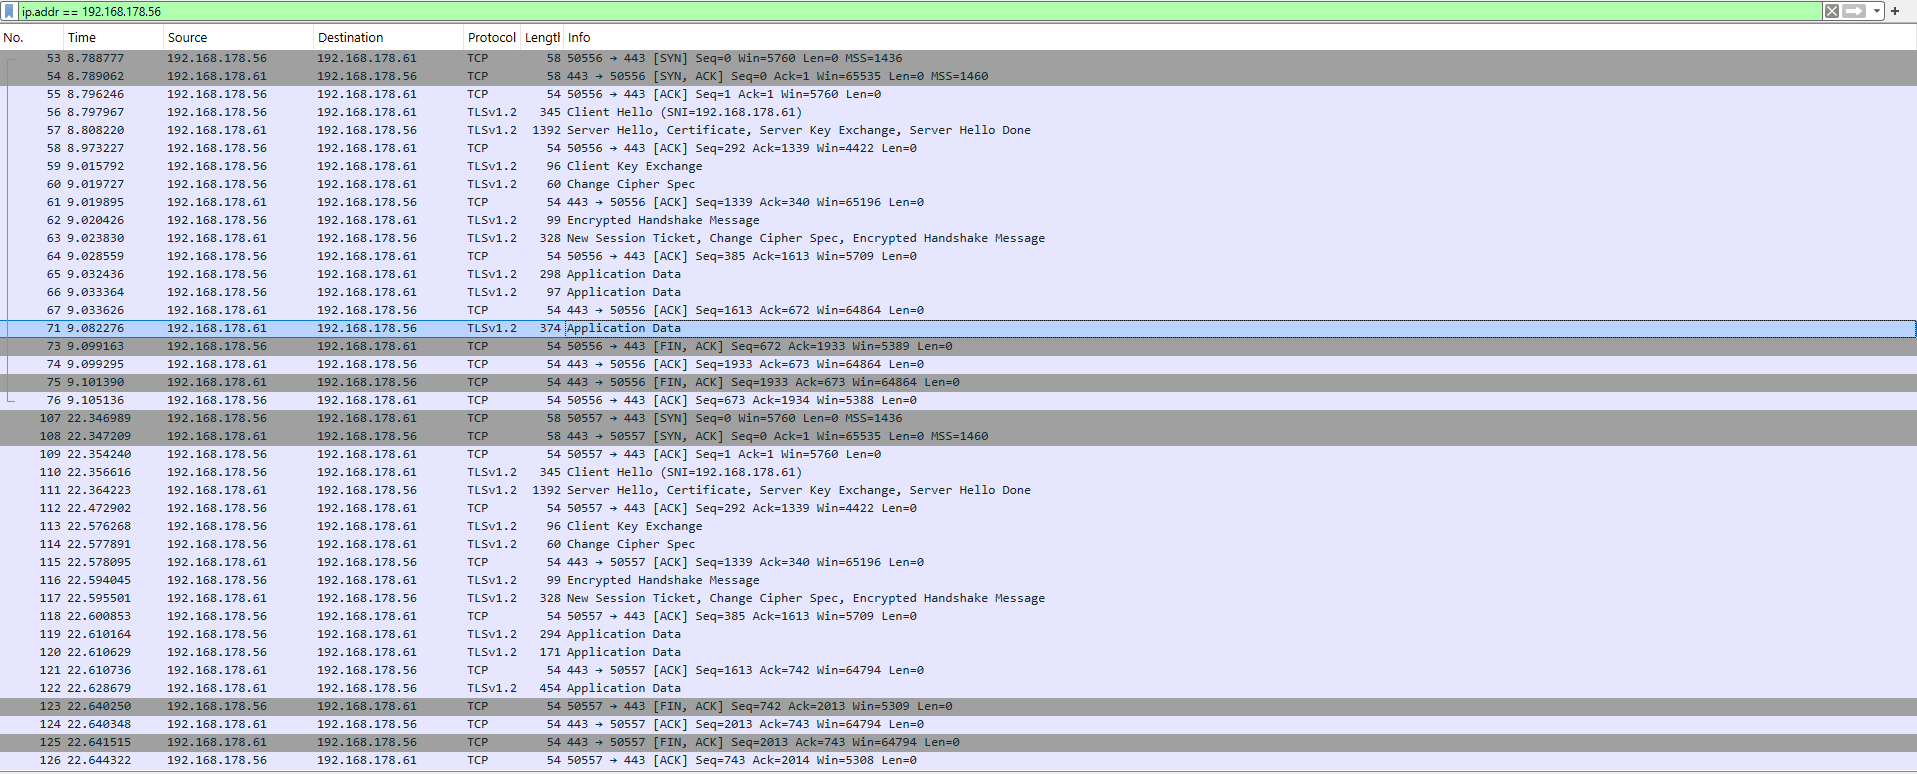 ip.addr == 192.168.178.56
No. Time Source Destination Protocol Length Info
53 8.788777 192.168.178.56 192.168.178.61 TCP 58 50556 → 443 [SYN] Seq=0 Win=5760 Len=0 MSS=1436
54 8.789062 192.168.178.61 192.168.178.56 TCP 58 443 → 50556 [SYN, ACK] Seq=0 Ack=1 Win=65535 Len=0 MSS=1460
55 8.796246 192.168.178.56 192.168.178.61 TCP 54 50556 → 443 [ACK] Seq=1 Ack=1 Win=5760 Len=0
56 8.797967 192.168.178.56 192.168.178.61 TLSv1.2 345 Client Hello (SNI=192.168.178.61)
57 8.808220 192.168.178.61 192.168.178.56 TLSv1.2 1392 Server Hello, Certificate, Server Key Exchange, Server Hello Done
58 8.973227 192.168.178.56 192.168.178.61 TCP 54 50556 → 443 [ACK] Seq=292 Ack=1339 Win=4422 Len=0
59 9.015792 192.168.178.56 192.168.178.61 TLSv1.2 96 Client Key Exchange
60 9.019727 192.168.178.56 192.168.178.61 TLSv1.2 60 Change Cipher Spec
61 9.019895 192.168.178.61 192.168.178.56 TCP 54 443 → 50556 [ACK] Seq=1339 Ack=340 Win=65196 Len=0
62 9.020426 192.168.178.56 192.168.178.61 TLSv1.2 99 Encrypted Handshake Message
63 9.023830 192.168.178.61 192.168.178.56 TLSv1.2 328 New Session Ticket, Change Cipher Spec, Encrypted Handshake Message
64 9.028559 192.168.178.56 192.168.178.61 TCP 54 50556 → 443 [ACK] Seq=385 Ack=1613 Win=5709 Len=0
65 9.032436 192.168.178.56 192.168.178.61 TLSv1.2 298 Application Data
66 9.033364 192.168.178.56 192.168.178.61 TLSv1.2 97 Application Data
67 9.033626 192.168.178.61 192.168.178.56 TCP 54 443 → 50556 [ACK] Seq=1613 Ack=672 Win=64864 Len=0
71 9.082276 192.168.178.61 192.168.178.56 TLSv1.2 374 Application Data
73 9.099163 192.168.178.56 192.168.178.61 TCP 54 50556 → 443 [FIN, ACK] Seq=672 Ack=1933 Win=5389 Len=0
74 9.099295 192.168.178.61 192.168.178.56 TCP 54 443 → 50556 [ACK] Seq=1933 Ack=673 Win=64864 Len=0
75 9.101390 192.168.178.61 192.168.178.56 TCP 54 443 → 50556 [FIN, ACK] Seq=1933 Ack=673 Win=64864 Len=0
76 9.105136 192.168.178.56 192.168.178.61 TCP 54 50556 → 443 [ACK] Seq=673 Ack=1934 Win=5388 Len=0
107 22.346989 192.168.178.56 192.168.178.61 TCP 58 50557 → 443 [SYN] Seq=0 Win=5760 Len=0 MSS=1436
108 22.347209 192.168.178.61 192.168.178.56 TCP 58 443 → 50557 [SYN, ACK] Seq=0 Ack=1 Win=65535 Len=0 MSS=1460
109 22.354240 192.168.178.56 192.168.178.61 TCP 54 50557 → 443 [ACK] Seq=1 Ack=1 Win=5760 Len=0
110 22.356616 192.168.178.56 192.168.178.61 TLSv1.2 345 Client Hello (SNI=192.168.178.61)
111 22.364223 192.168.178.61 192.168.178.56 TLSv1.2 1392 Server Hello, Certificate, Server Key Exchange, Server Hello Done
112 22.472902 192.168.178.56 192.168.178.61 TCP 54 50557 → 443 [ACK] Seq=292 Ack=1339 Win=4422 Len=0
113 22.576268 192.168.178.56 192.168.178.61 TLSv1.2 96 Client Key Exchange
114 22.577891 192.168.178.56 192.168.178.61 TLSv1.2 60 Change Cipher Spec
115 22.578095 192.168.178.61 192.168.178.56 TCP 54 443 → 50557 [ACK] Seq=1339 Ack=340 Win=65196 Len=0
116 22.594045 192.168.178.56 192.168.178.61 TLSv1.2 99 Encrypted Handshake Message
117 22.595501 192.168.178.61 192.168.178.56 TLSv1.2 328 New Session Ticket, Change Cipher Spec, Encrypted Handshake Message
118 22.600853 192.168.178.56 192.168.178.61 TCP 54 50557 → 443 [ACK] Seq=385 Ack=1613 Win=5709 Len=0
119 22.610164 192.168.178.56 192.168.178.61 TLSv1.2 294 Application Data
120 22.610629 192.168.178.56 192.168.178.61 TLSv1.2 171 Application Data
121 22.610736 192.168.178.61 192.168.178.56 TCP 54 443 → 50557 [ACK] Seq=1613 Ack=742 Win=64794 Len=0
122 22.628679 192.168.178.61 192.168.178.56 TLSv1.2 454 Application Data
123 22.640250 192.168.178.56 192.168.178.61 TCP 54 50557 → 443 [FIN, ACK] Seq=742 Ack=2013 Win=5309 Len=0
124 22.640348 192.168.178.61 192.168.178.56 TCP 54 443 → 50557 [ACK] Seq=2013 Ack=743 Win=64794 Len=0
125 22.641515 192.168.178.61 192.168.178.56 TCP 54 443 → 50557 [FIN, ACK] Seq=2013 Ack=743 Win=64794 Len=0
126 22.644322 192.168.178.56 192.168.178.61 TCP 54 50557 → 443 [ACK] Seq=743 Ack=2014 Win=5308 Len=0